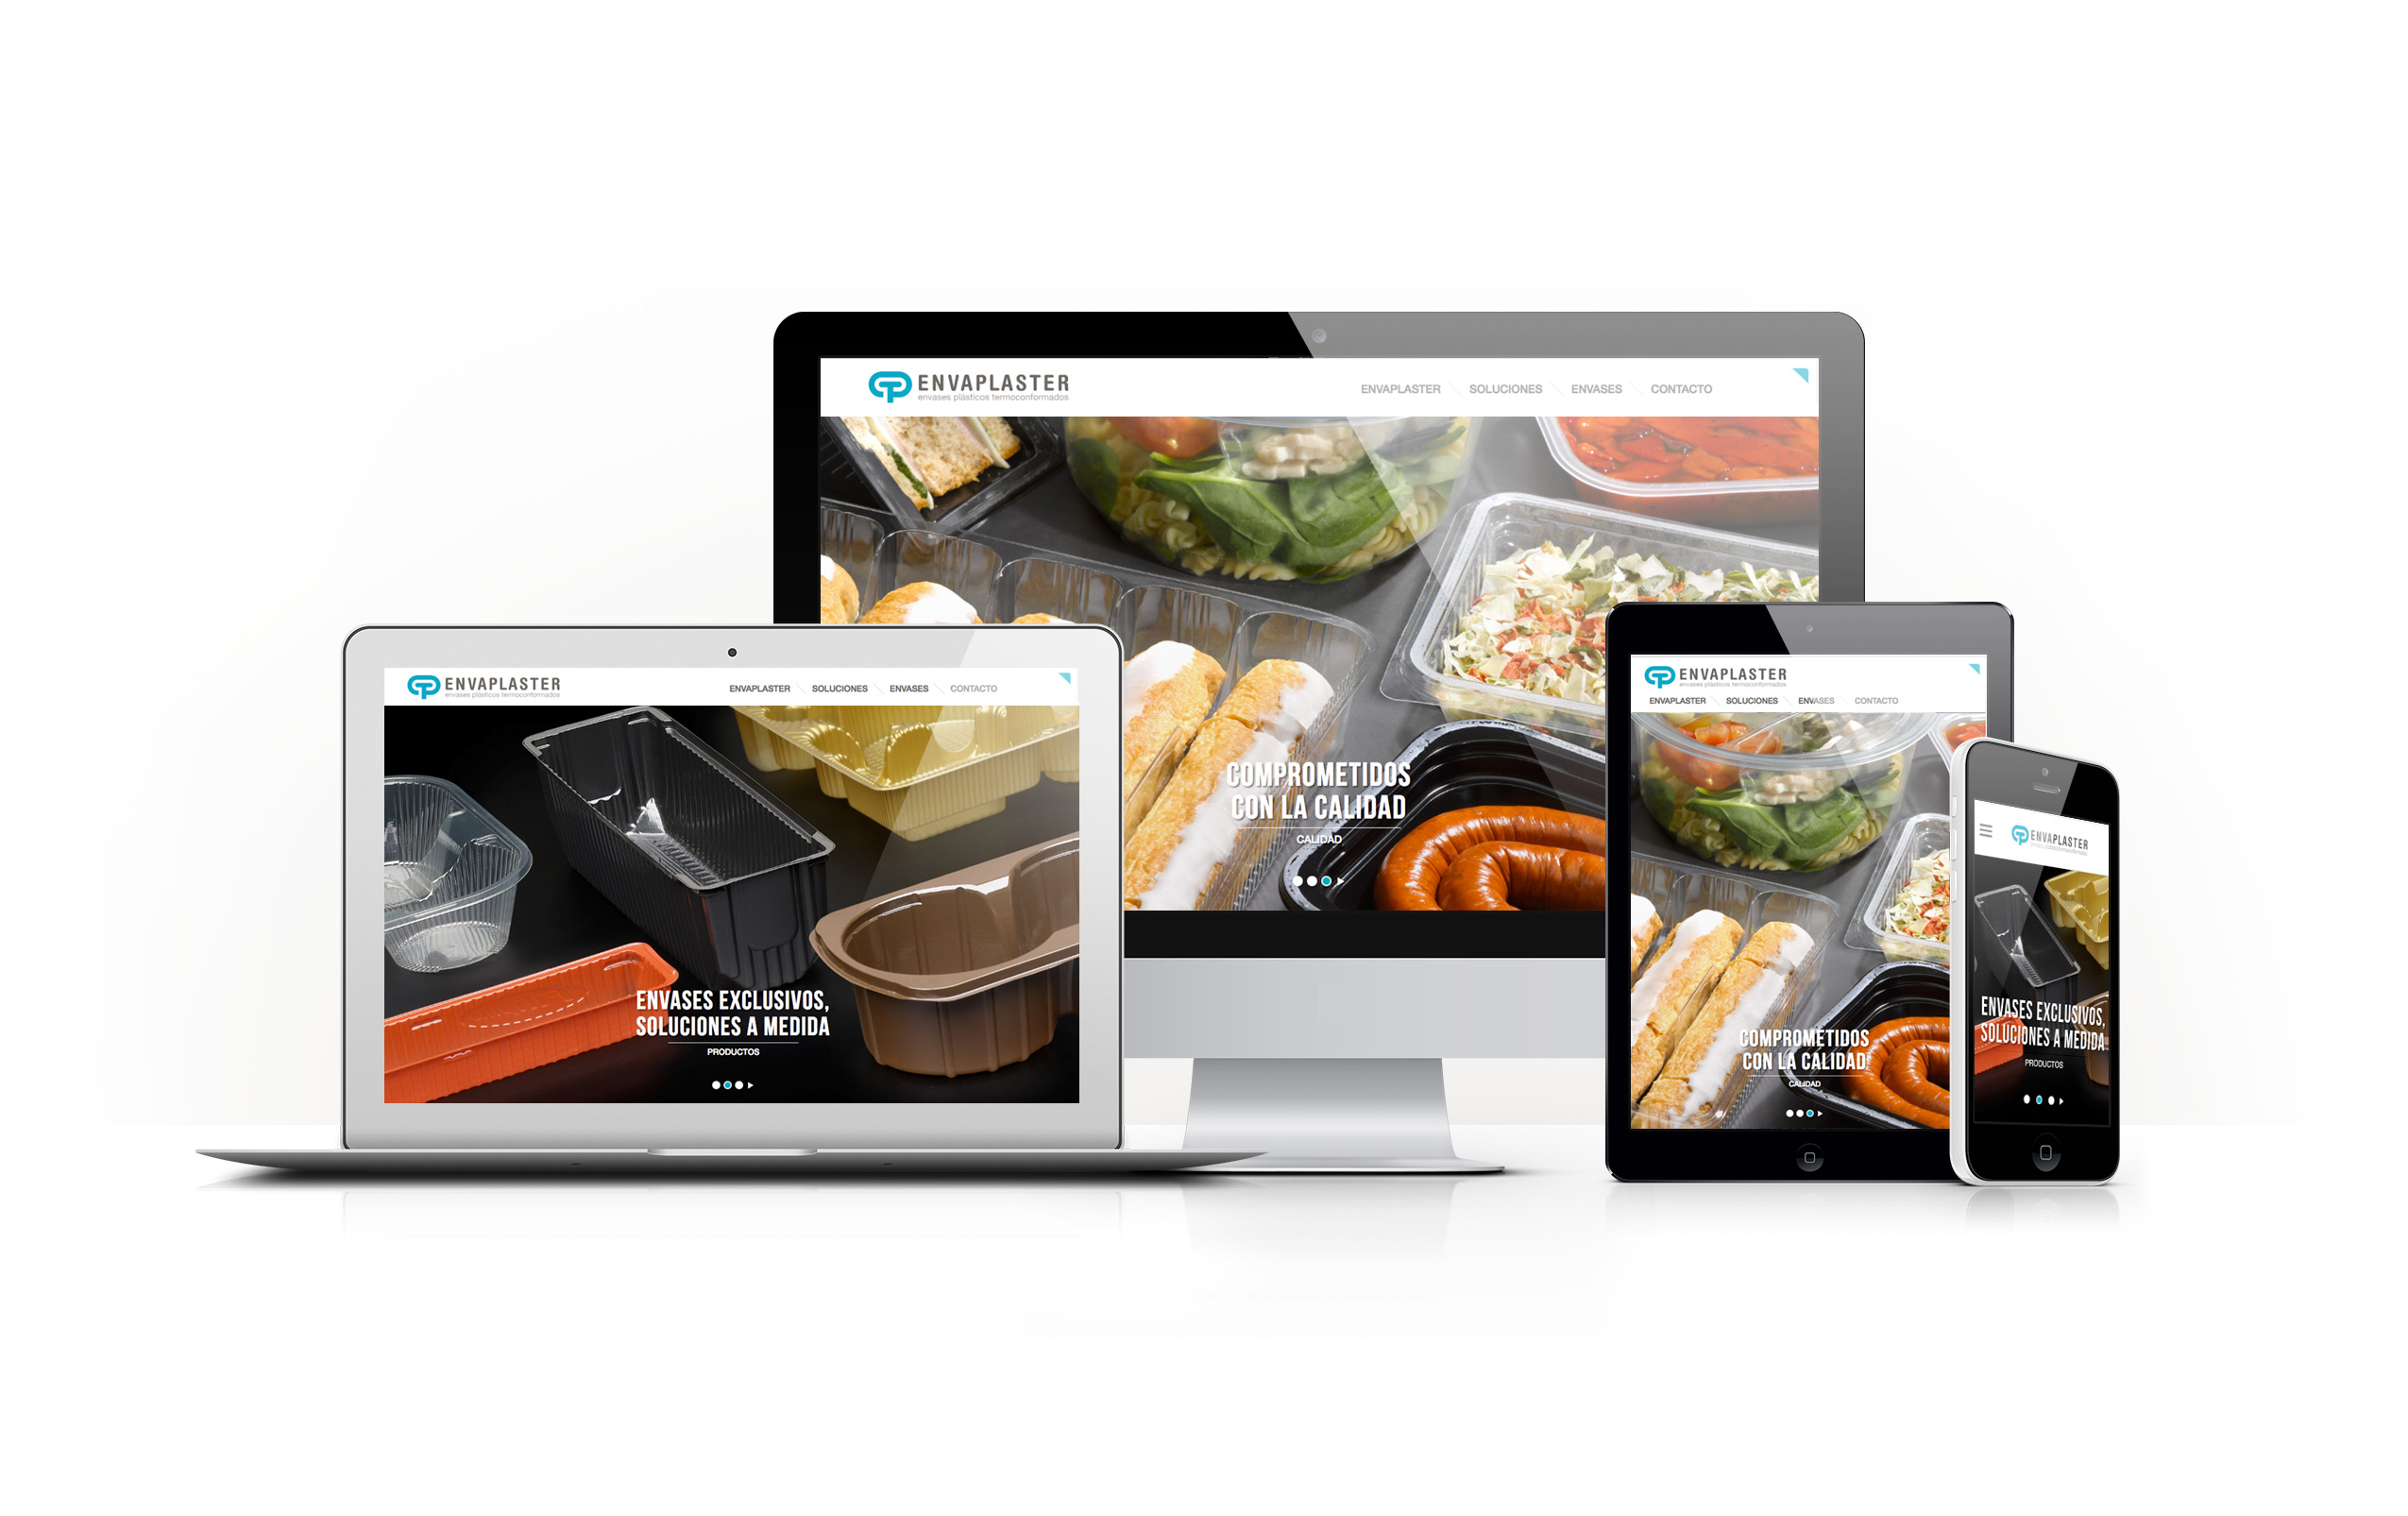 ENVAPLASTER
envases plásticos termoconformados
ENVAPLASTER SOLUCIONES ENVASES CONTACTO
COMPROMETIDOS
CON LA CALIDAD
CALIDAD
ENVAPLASTER
envases plásticos termoconformados
ENVAPLASTER SOLUCIONES ENVASES CONTACTO
ENVASES EXCLUSIVOS,
SOLUCIONES A MEDIDA
PRODUCTOS
ENVAPLASTER
envases plásticos termoconformados
ENVAPLASTER SOLUCIONES ENVASES CONTACTO
COMPROMETIDOS
CON LA CALIDAD
CALIDAD
ENVAPLASTER
ENVASES EXCLUSIVOS,
SOLUCIONES A MEDIDA
PRODUCTOS